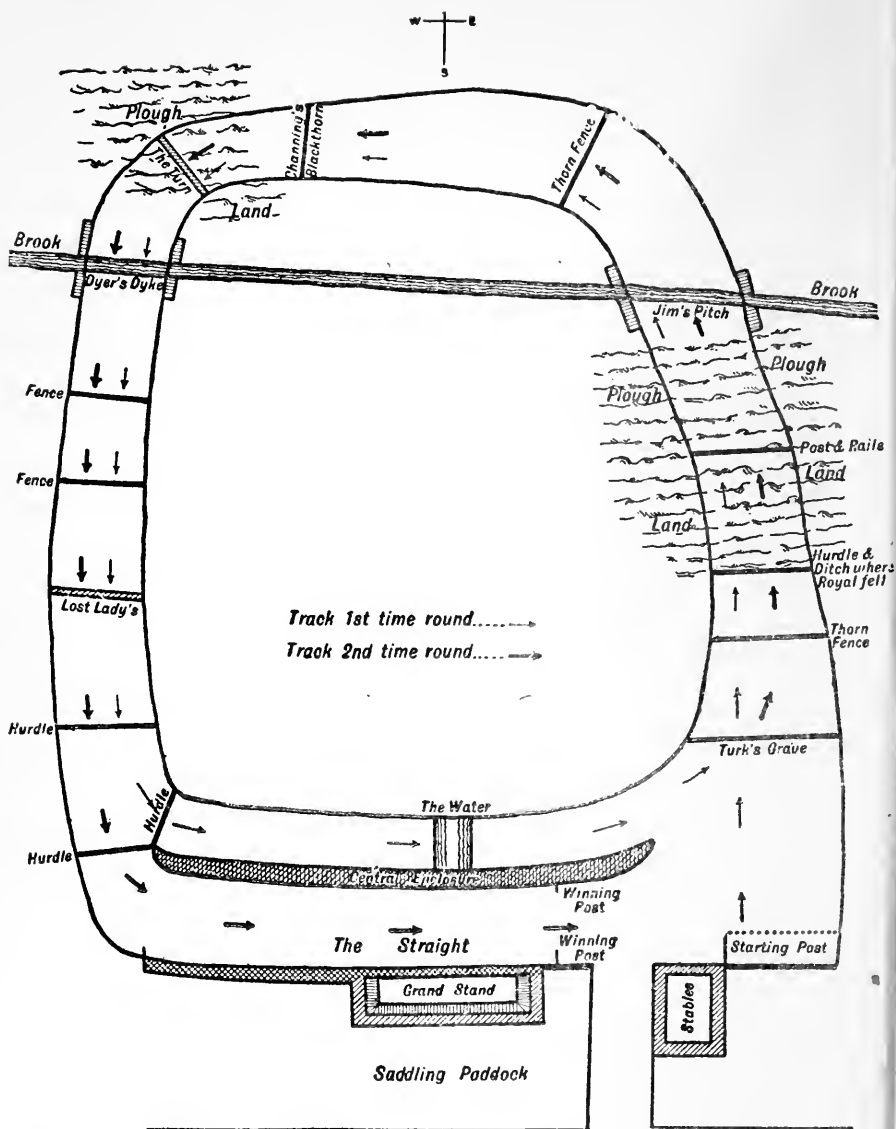 W E
S
Plough
The Turn
Channing's
Blackthorn
Thorn Fence
Land
Brook
Dyer's Dyke
Jim's Pitch
Brook
Plough
Plough
Fence
Post & Rails
Fence
Land
Land
Hurdle &
Ditch where
Royal fell
Lost Lady's
Track 1st time round
Thorn
Fence
Track 2nd time round
Hurdle
Turk's Grave
Hurdle
The Water
Hurdle
Central Enclosure
Winning
Post
The Straight
Winning
Post
Starting Post
Grand Stand
Stables
Saddling Paddock